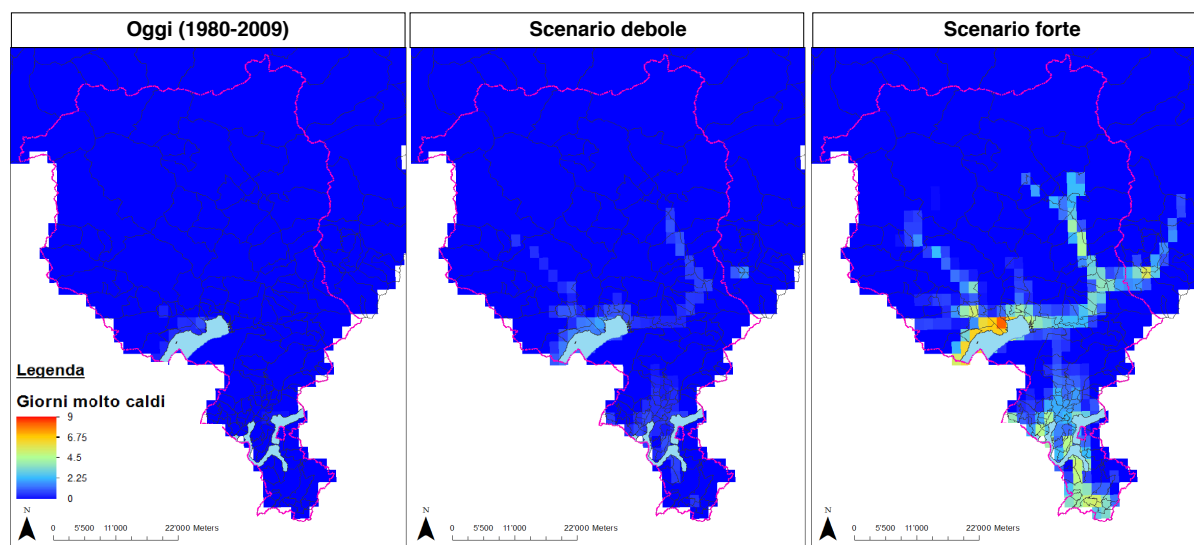 Oggi (1980-2009)
Scenario debole
Scenario forte
Legenda
Giorni molto caldi
9
6.75
4.5
2.25
0
N
0 5'500 11'000 22'000 Meters
N
0 5'500 11'000 22'000 Meters
N
0 5'500 11'000 22'000 Meters